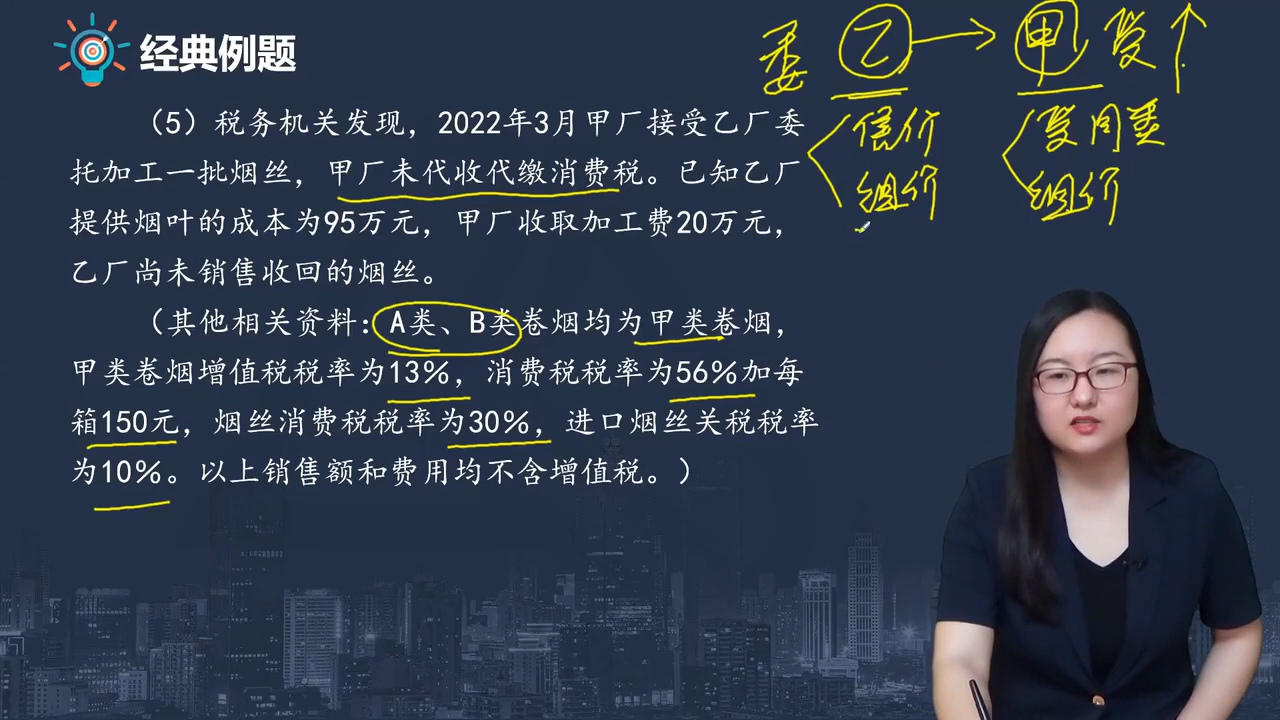 经典例题
（5）税务机关发现，2022年3月甲厂接受乙厂委
托加工一批烟丝，甲厂未代收代缴消费税。已知乙厂
提供烟叶的成本为95万元，甲厂收取加工费20万元，
乙厂尚未销售收回的烟丝。
（其他相关资料：A类、B类卷烟均为甲类卷烟，
甲类卷烟增值税税率为13%，消费税税率为56%加每
箱150元，烟丝消费税税率为30%，进口烟丝关税税率
为10%。以上销售额和费用均不含增值税。）
委 乙 → 甲 受 ↑
组价
受同类
组价